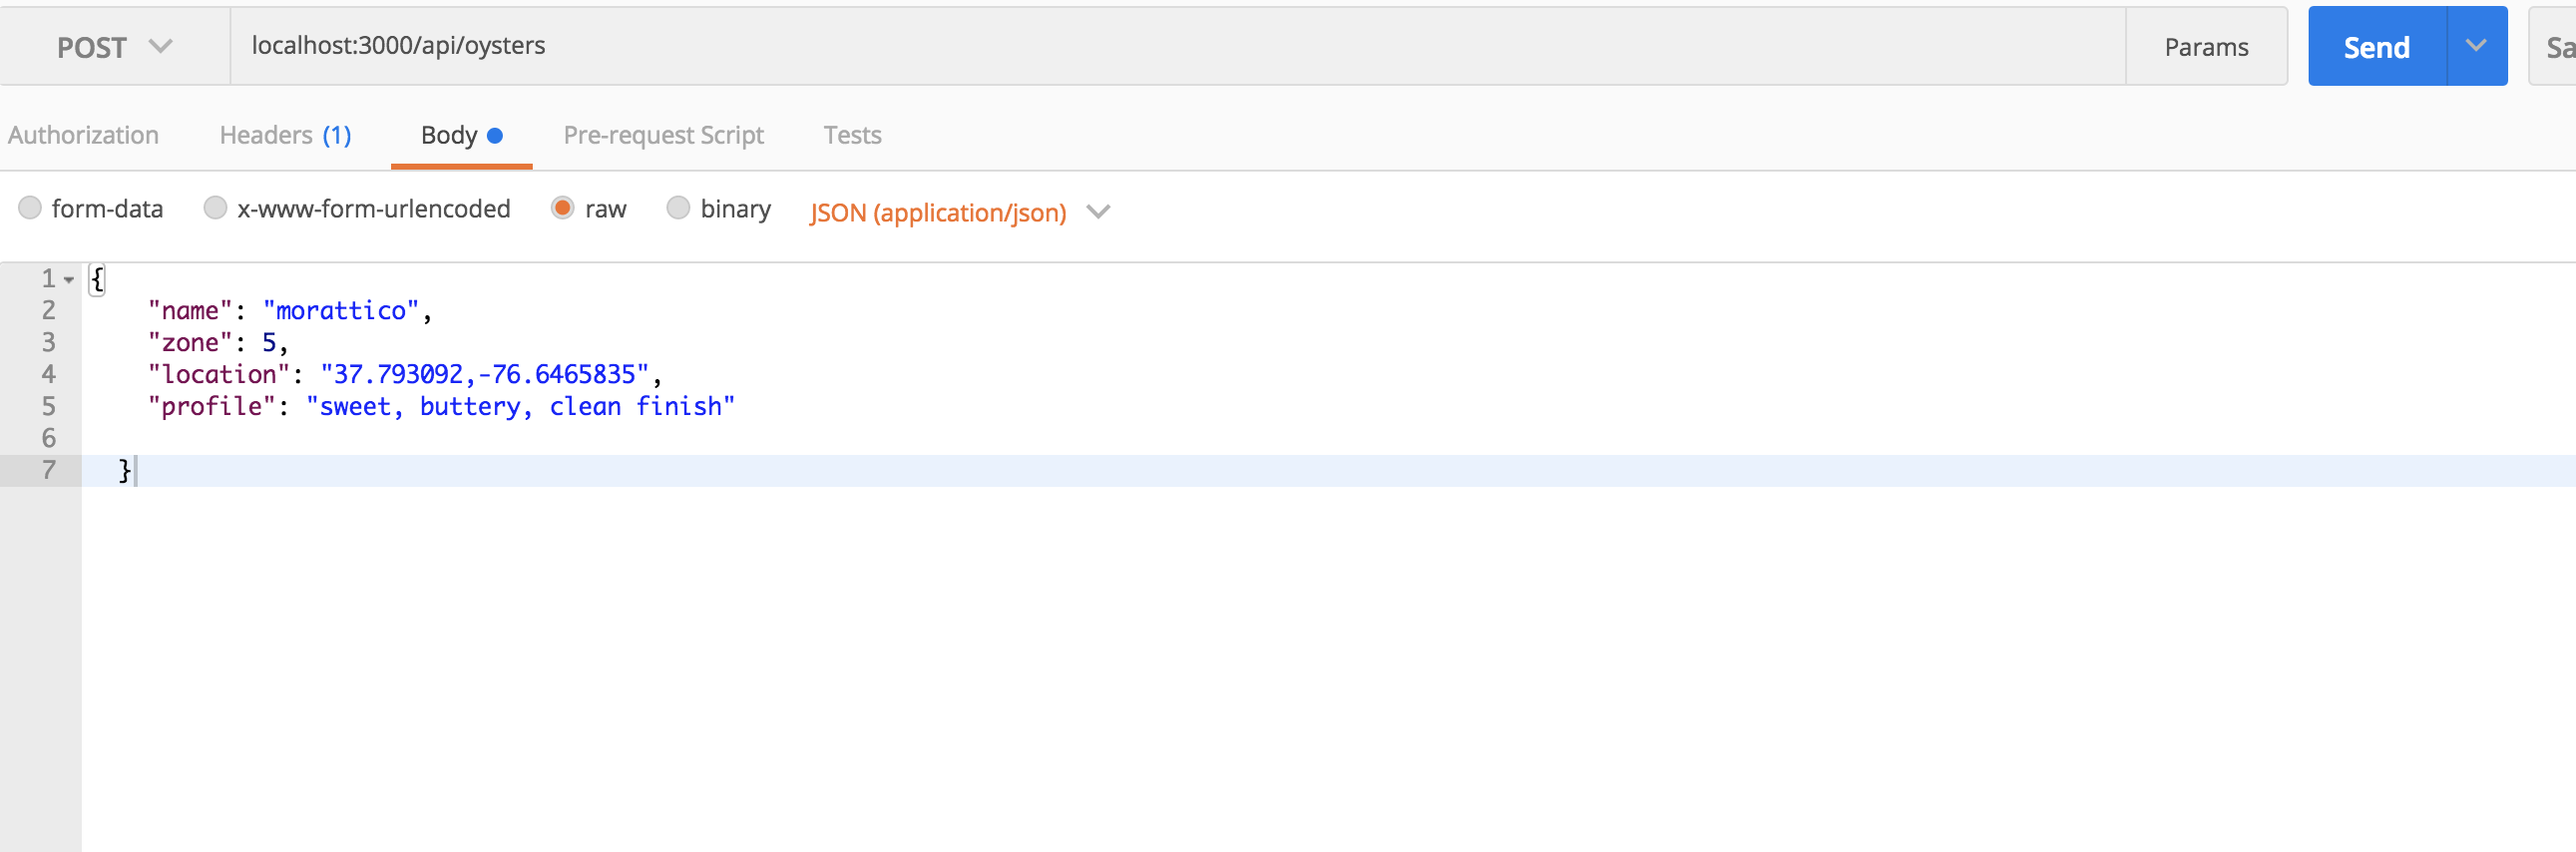 POST localhost:3000/api/oysters Params Send Sa
Authorization Headers (1) Body Pre-request Script Tests
form-data x-www-form-urlencoded raw binary JSON (application/json)
1 {
2 "name": "morattico",
3 "zone": 5,
4 "location": "37.793092,-76.6465835",
5 "profile": "sweet, buttery, clean finish"
6
7 }